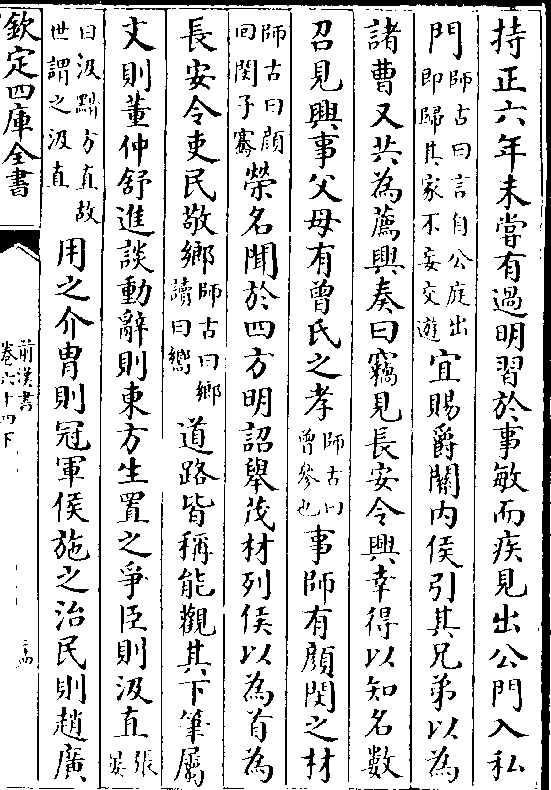 持正六年未嘗有過明習於事敏而疾見出公門入私
門師古曰言自公庭出即歸其家不妄交遊宜賜爵關内侯引其兄弟以為
諸曹又共為薦興奏曰竊見長安令興幸得以知名數
召見興事父母有曾氏之孝師古曰曾參也事師有顔閔之材
師古曰顔回閔子騫榮名聞於四方明詔舉茂材列侯以為首為
長安令吏民敬鄉師古曰鄉讀曰嚮道路皆稱能觀其下筆屬
文則董仲舒進談動辭則東方生置之爭臣則汲直張晏
曰汲黯方直故世謂之汲直用之介冑則冠軍侯施之治民則趙廣
欽定四庫全書
前漢書
卷六十四下
二十四